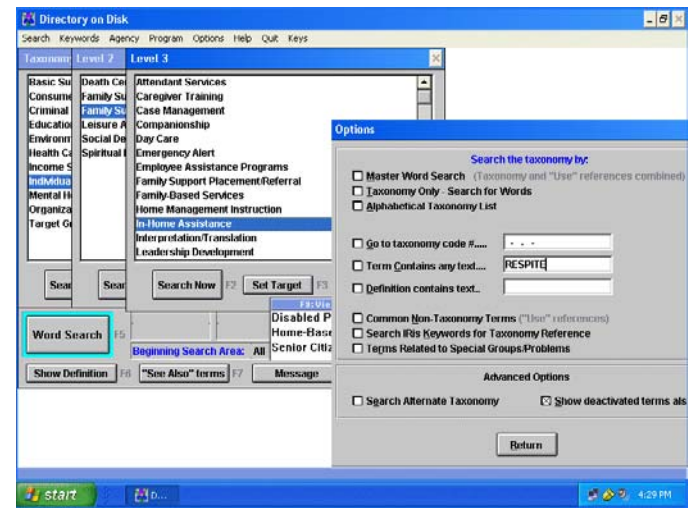 Directory on Disk
Search Keywords Agency Program Options Help Quit Keys
Taxonomy Level 2 Level 3
Basic Su
Consume
Criminal
Education
Environm
Health Ca
Income S
Individua
Mental H
Organiza
Target G
Death Ce
Family Su
Family Su
Leisure A
Social De
Spiritual
Attendant Services
Caregiver Training
Case Management
Companionship
Day Care
Emergency Alert
Employee Assistance Programs
Family Support Placement/Referral
Family-Based Services
Home Management Instruction
In-Home Assistance
Interpretation/Translation
Leadership Development
Sear Sear Search Now F2 Set Target F3
F8:Vie
Disabled P
Home-Base
Senior Citiz
Word Search F5
Beginning Search Area: All
Show Definition F6 "See Also" terms F7 Message
Options
Search the taxonomy by:
Master Word Search (Taxonomy and "Use" references combined)
Taxonomy Only - Search for Words
Alphabetical Taxonomy List
Go to taxonomy code #..... . . .
Term Contains any text.... RESPITE
Definition contains text..
Common Non-Taxonomy Terms ("Use" references)
Search IRis Keywords for Taxonomy Reference
Terms Related to Special Groups/Problems
Advanced Options
Search Alternate Taxonomy Show deactivated terms als
Return
start D... 4:29 PM